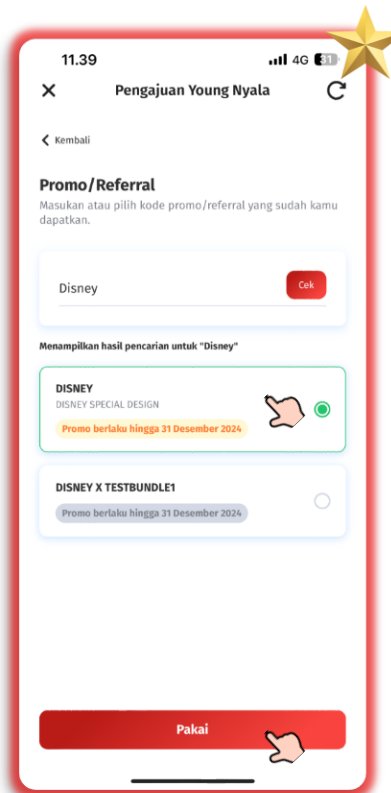 11.39
4G 31
Pengajuan Young Nyala
Kembali
Promo/Referral
Masukan atau pilih kode promo/referral yang sudah kamu
dapatkan.
Disney
Cek
Menampilkan hasil pencarian untuk "Disney"
DISNEY
DISNEY SPECIAL DESIGN
Promo berlaku hingga 31 Desember 2024
DISNEY X TESTBUNDLE1
Promo berlaku hingga 31 Desember 2024
Pakai